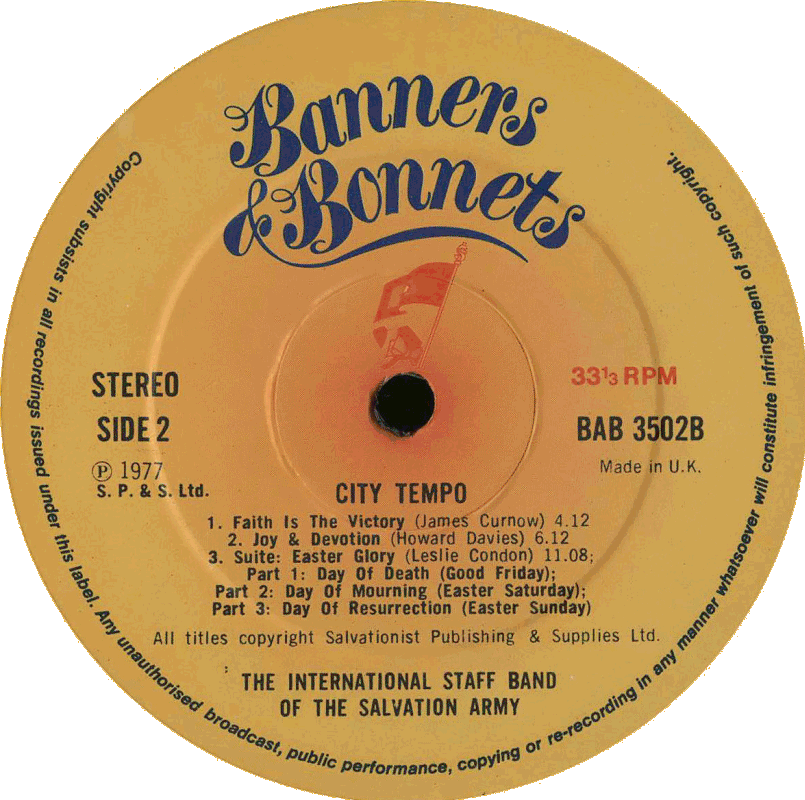 Banners
& Bonnets
STEREO
SIDE 2
Ⓟ 1977
S. P. & S. Ltd.
33⅓ RPM
BAB 3502B
Made in U.K.
CITY TEMPO
1. Faith Is The Victory (James Curnow) 4.12
2. Joy & Devotion (Howard Davies) 6.12
3. Suite: Easter Glory (Leslie Condon) 11.08;
Part 1: Day Of Death (Good Friday);
Part 2: Day Of Mourning (Easter Saturday);
Part 3: Day Of Resurrection (Easter Sunday)
All titles copyright Salvationist Publishing & Supplies Ltd.
THE INTERNATIONAL STAFF BAND
OF THE SALVATION ARMY
Copyright subsists in all recordings issued under this label. Any unauthorised broadcast, public performance, copying or re-recording in any manner whatsoever will constitute infringement of such copyright.